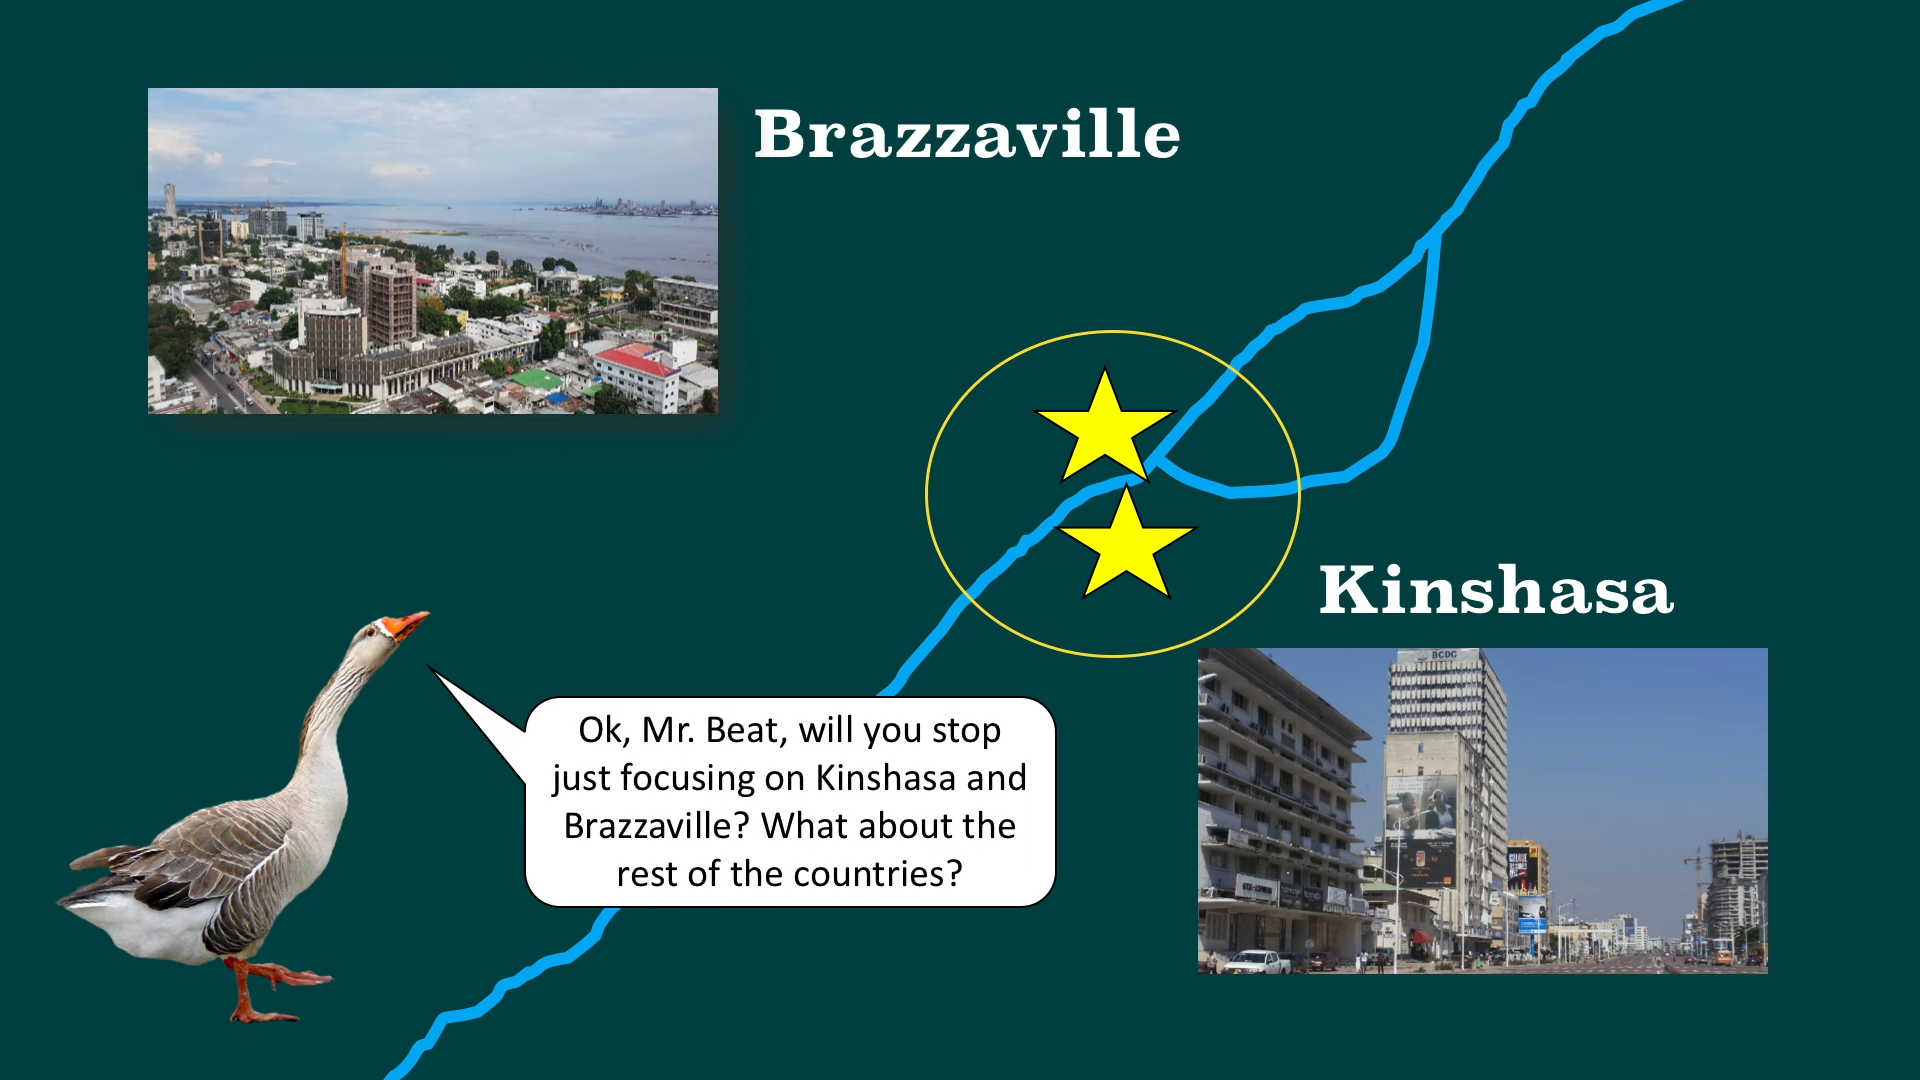 Brazzaville
Kinshasa
Ok, Mr. Beat, will you stop
just focusing on Kinshasa and
Brazzaville? What about the
rest of the countries?
BCDC